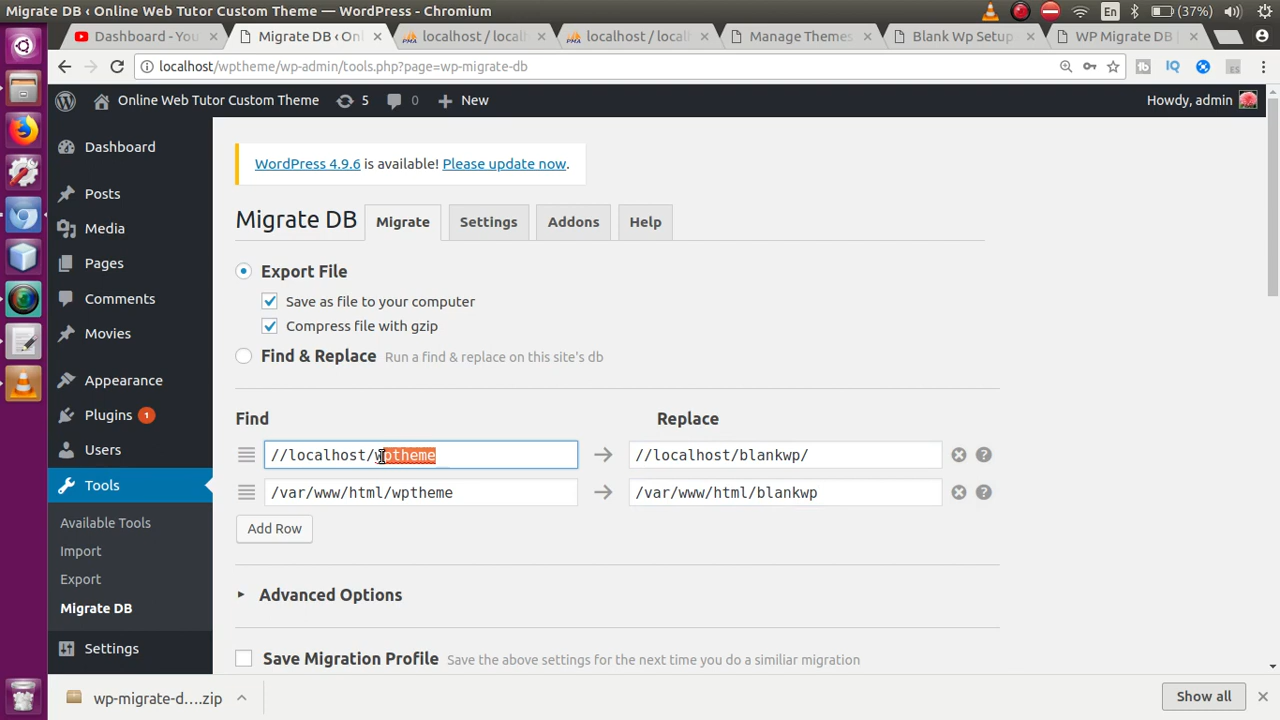 Migrate DB ‹ Online Web Tutor Custom Theme — WordPress - Chromium
En
(37%)
Dashboard - You
Migrate DB ‹ Onl
localhost / localh
localhost / local
Manage Themes
Blank Wp Setup
WP Migrate DB |
localhost/wptheme/wp-admin/tools.php?page=wp-migrate-db
IQ
ES
Online Web Tutor Custom Theme
5
0
New
Howdy, admin
Dashboard
Posts
Media
Pages
Comments
Movies
Appearance
Plugins 1
Users
Tools
Available Tools
Import
Export
Migrate DB
Settings
WordPress 4.9.6 is available! Please update now.
Migrate DB
Migrate
Settings
Addons
Help
Export File
Save as file to your computer
Compress file with gzip
Find & Replace Run a find & replace on this site's db
Find
Replace
//localhost/wptheme
//localhost/blankwp/
/var/www/html/wptheme
/var/www/html/blankwp
Add Row
Advanced Options
Save Migration Profile Save the above settings for the next time you do a similiar migration
wp-migrate-d....zip
Show all